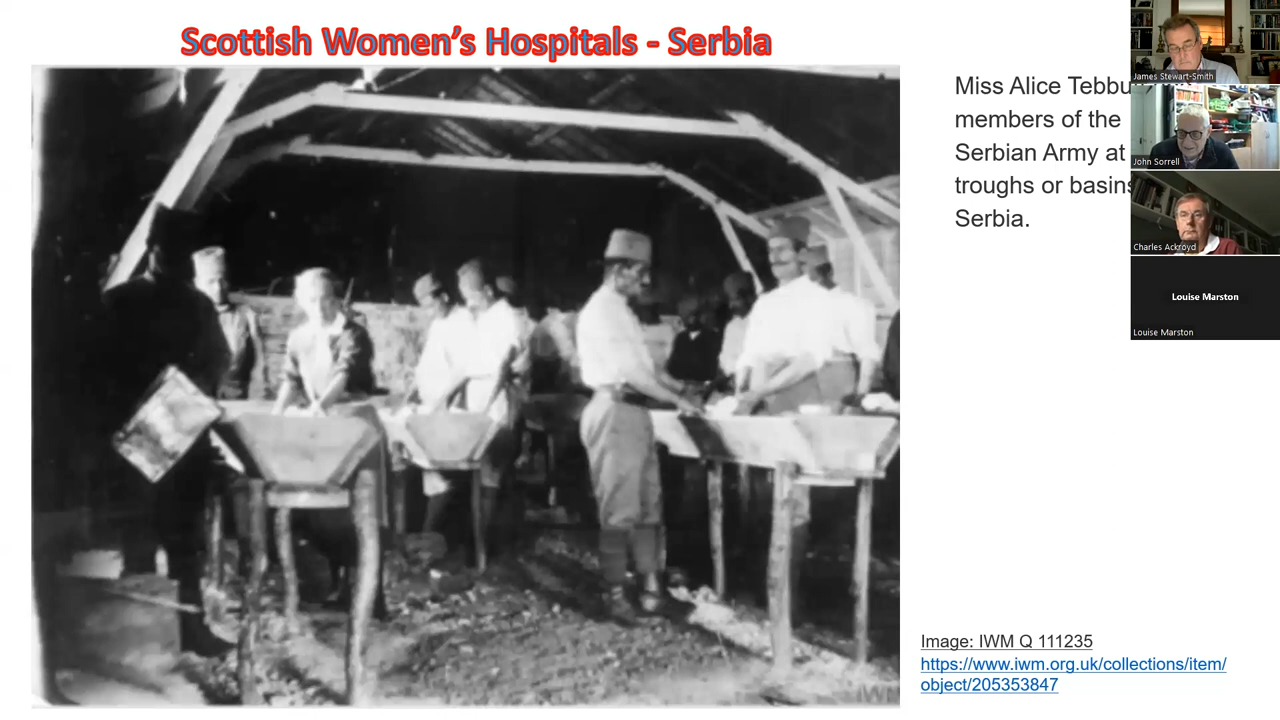 Scottish Women's Hospitals - Serbia
Miss Alice
members of the
Serbian Army at
troughs or basins
Serbia.
Image: IWM Q 111235
https://www.iwm.org.uk/collections/item/
object/205353847
James Stewart-Smith
John Sorrell
Charles Ackroyd
Louise Marston
Louise Marston